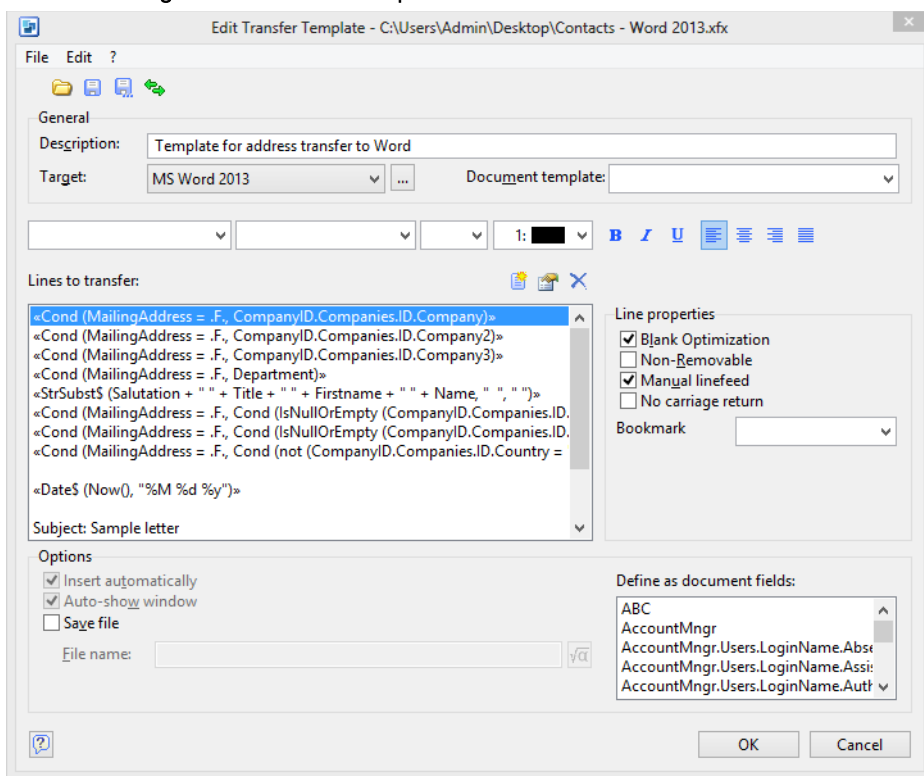 Edit Transfer Template - C:\Users\Admin\Desktop\Contacts - Word 2013.xfx
File Edit ?
General
Description: Template for address transfer to Word
Target: MS Word 2013 ... Document template:
1: B I U
Lines to transfer:
«Cond (MailingAddress = .F., CompanyID.Companies.ID.Company)»
«Cond (MailingAddress = .F., CompanyID.Companies.ID.Company2)»
«Cond (MailingAddress = .F., CompanyID.Companies.ID.Company3)»
«Cond (MailingAddress = .F., Department)»
«StrSubst$ (Salutation + " " + Title + " " + Firstname + " " + Name, "  ", " ")»
«Cond (MailingAddress = .F., Cond (IsNullOrEmpty (CompanyID.Companies.ID.
«Cond (MailingAddress = .F., Cond (IsNullOrEmpty (CompanyID.Companies.ID.
«Cond (MailingAddress = .F., Cond (not (CompanyID.Companies.ID.Country =
«Date$ (Now(), "%M %d %y")»
Subject: Sample letter
Line properties
Blank Optimization
Non-Removable
Manual linefeed
No carriage return
Bookmark
Options
Insert automatically
Auto-show window
Save file
File name: √α
Define as document fields:
ABC
AccountMngr
AccountMngr.Users.LoginName.Abse
AccountMngr.Users.LoginName.Assi
AccountMngr.Users.LoginName.Auth
?
OK Cancel